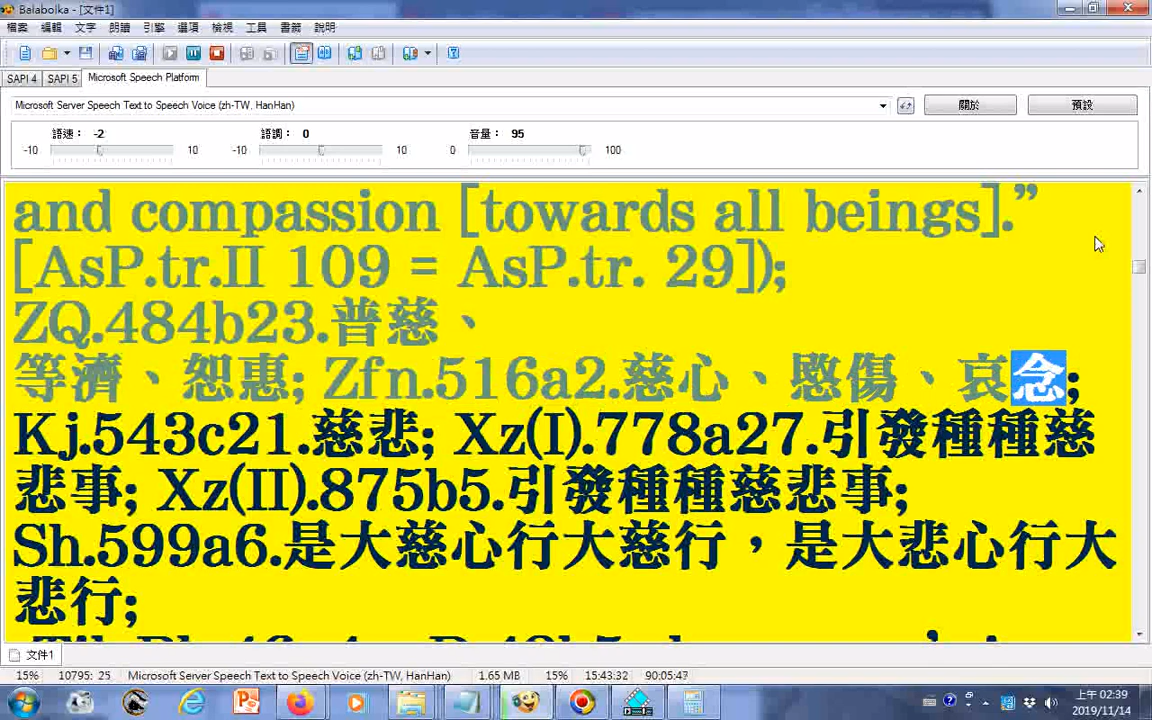 Balabolka - [文件1]
檔案 編輯 文字 朗讀 引擎 選項 檢視 工具 書籤 說明
SAPI 4 SAPI 5 Microsoft Speech Platform
Microsoft Server Speech Text to Speech Voice (zh-TW, HanHan) 關於 預設
語速： -2 語調： 0 音量： 95
-10 10 -10 10 0 100
and compassion [towards all beings].”
[AsP.tr.II 109 = AsP.tr. 29]);
ZQ.484b23.普慈、
等濟、恕惠; Zfn.516a2.慈心、愍傷、哀念;
Kj.543c21.慈悲; Xz(I).778a27.引發種種慈
悲事; Xz(II).875b5.引發種種慈悲事;
Sh.599a6.是大慈心行大慈行，是大悲心行大
悲行;
文件1
15% 10795: 25 Microsoft Server Speech Text to Speech Voice (zh-TW, HanHan) 1.65 MB 15% 15:43:32 90:05:47
上午 02:39
2019/11/14